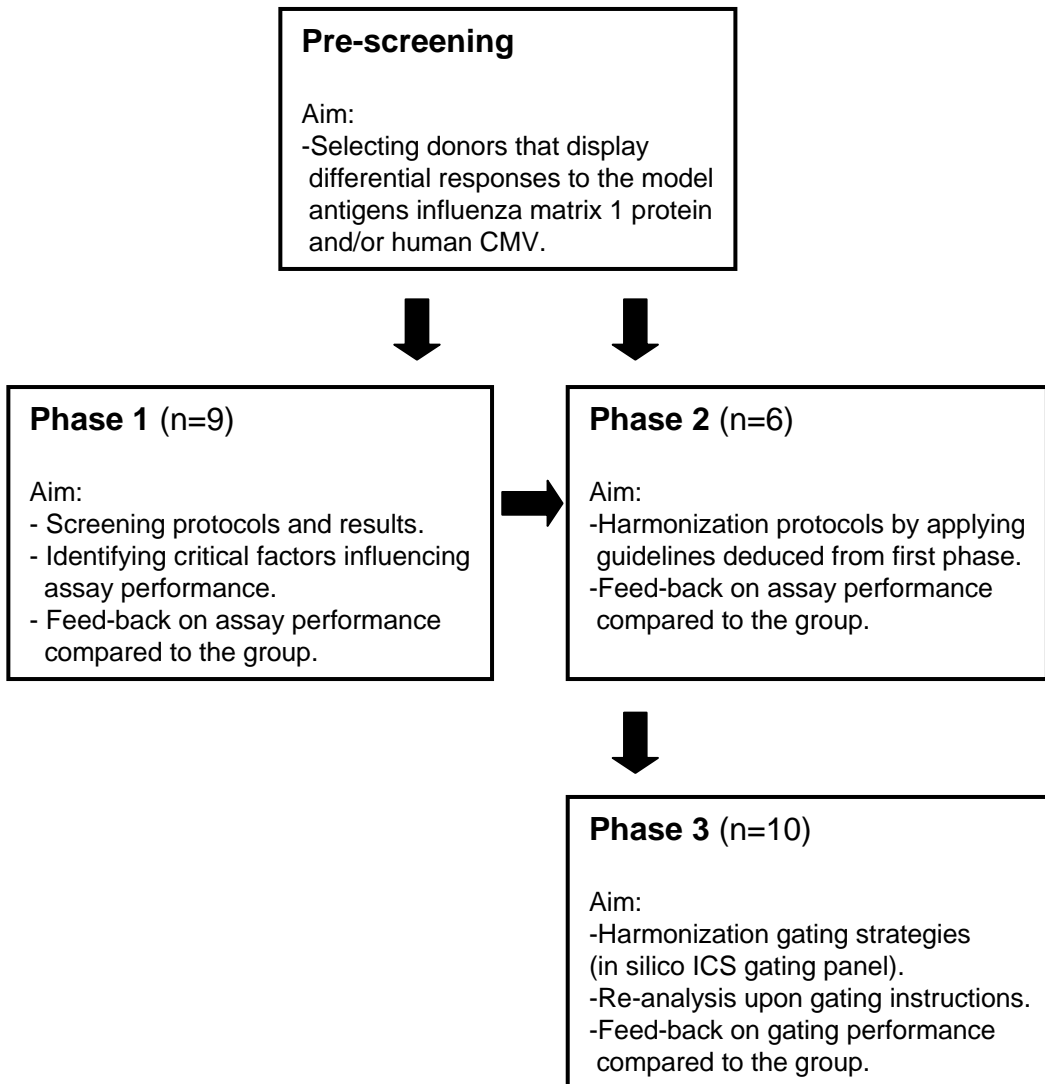 Pre-screening
Aim:
-Selecting donors that display
differential responses to the model
antigens influenza matrix 1 protein
and/or human CMV.
Phase 1 (n=9)
Aim:
- Screening protocols and results.
- Identifying critical factors influencing
assay performance.
- Feed-back on assay performance
compared to the group.
Phase 2 (n=6)
Aim:
-Harmonization protocols by applying
guidelines deduced from first phase.
-Feed-back on assay performance
compared to the group.
Phase 3 (n=10)
Aim:
-Harmonization gating strategies
(in silico ICS gating panel).
-Re-analysis upon gating instructions.
-Feed-back on gating performance
compared to the group.